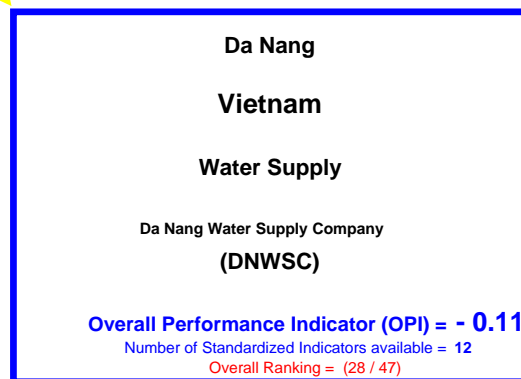 Da Nang
Vietnam
Water Supply
Da Nang Water Supply Company
(DNWSC)
Overall Performance Indicator (OPI) = - 0.11
Number of Standardized Indicators available = 12
Overall Ranking = (28 / 47)